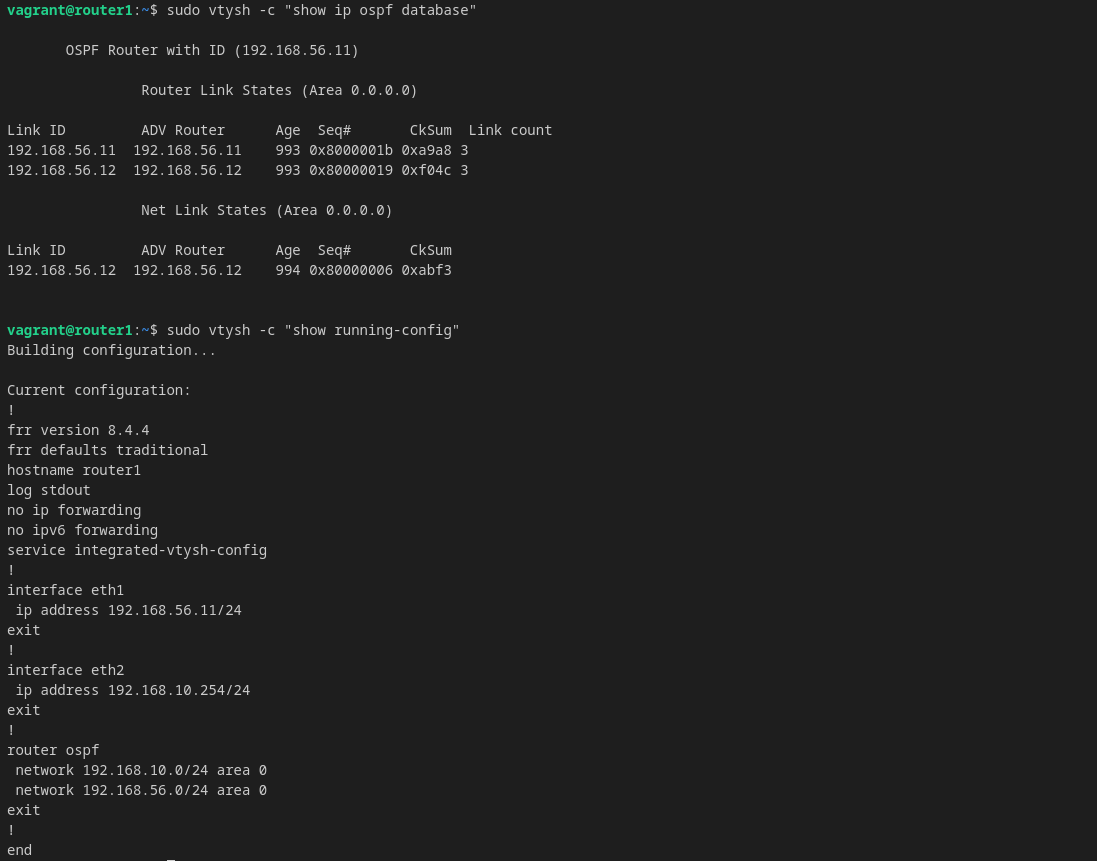 vagrant@router1:~$ sudo vtysh -c "show ip ospf database"
OSPF Router with ID (192.168.56.11)
Router Link States (Area 0.0.0.0)
Link ID         ADV Router      Age  Seq#       CkSum  Link count
192.168.56.11  192.168.56.11    993 0x8000001b 0xa9a8 3
192.168.56.12  192.168.56.12    993 0x80000019 0xf04c 3
Net Link States (Area 0.0.0.0)
Link ID         ADV Router      Age  Seq#       CkSum
192.168.56.12  192.168.56.12    994 0x80000006 0xabf3
vagrant@router1:~$ sudo vtysh -c "show running-config"
Building configuration...
Current configuration:
!
frr version 8.4.4
frr defaults traditional
hostname router1
log stdout
no ip forwarding
no ipv6 forwarding
service integrated-vtysh-config
!
interface eth1
 ip address 192.168.56.11/24
exit
!
interface eth2
 ip address 192.168.10.254/24
exit
!
router ospf
 network 192.168.10.0/24 area 0
 network 192.168.56.0/24 area 0
exit
!
end